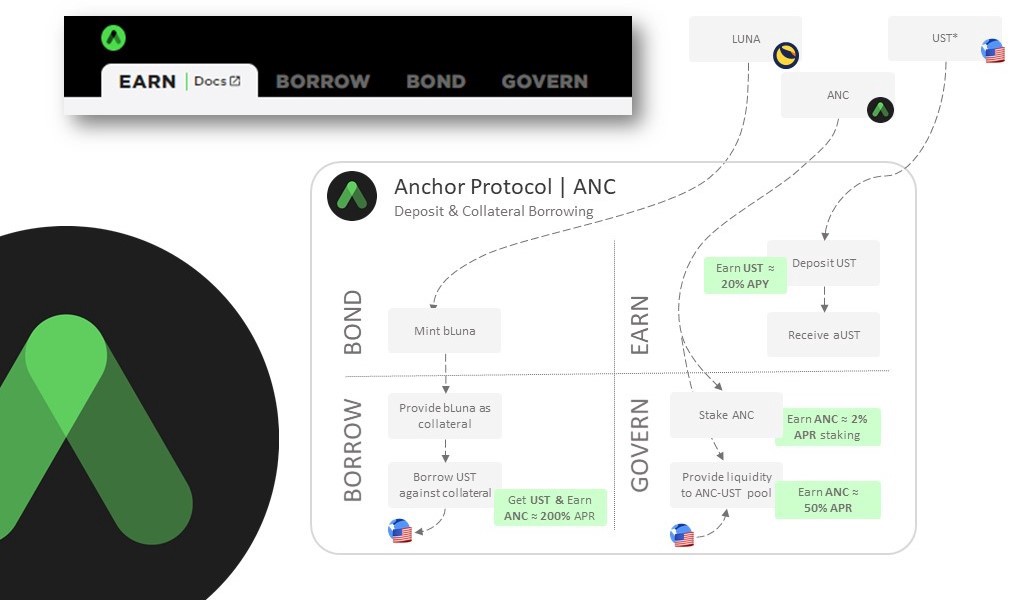 EARN | Docs
BORROW
BOND
GOVERN
LUNA
UST*
ANC
Anchor Protocol | ANC
Deposit & Collateral Borrowing
BOND
Mint bLuna
EARN
Deposit UST
Earn UST ≈
20% APY
Receive aUST
BORROW
Provide bLuna as
collateral
Borrow UST
against collateral
Get UST & Earn
ANC ≈ 200% APR
GOVERN
Stake ANC
Earn ANC ≈ 2%
APR staking
Provide liquidity
to ANC-UST pool
Earn ANC ≈
50% APR